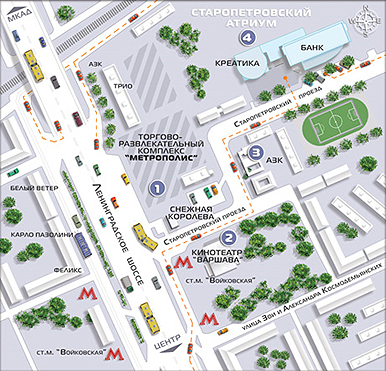 МКАД
СТАРОПЕТРОВСКИЙ
АТРИУМ
4
БАНК
КРЕАТИКА
АЗК
ТРИО
СТАРОПЕТРОВСКИЙ ПРОЕЗД
ТОРГОВО-
РАЗВЛЕКАТЕЛЬНЫЙ
КОМПЛЕКС
"МЕТРОПОЛИС"
3
АЗК
1
БЕЛЫЙ ВЕТЕР
ЛЕНИНГРАДСКОЕ ШОССЕ
СНЕЖНАЯ
КОРОЛЕВА
СТАРОПЕТРОВСКИЙ ПРОЕЗД
КАРЛО ПАЗОЛИНИ
2
КИНОТЕАТР
"ВАРШАВА"
ФЕЛИКС
М
ст.м. "Войковская"
УЛИЦА ЗОИ И АЛЕКСАНДРА КОСМОДЕМЬЯНСКИХ
М
М
ЦЕНТР
ст.м. "Войковская"
М